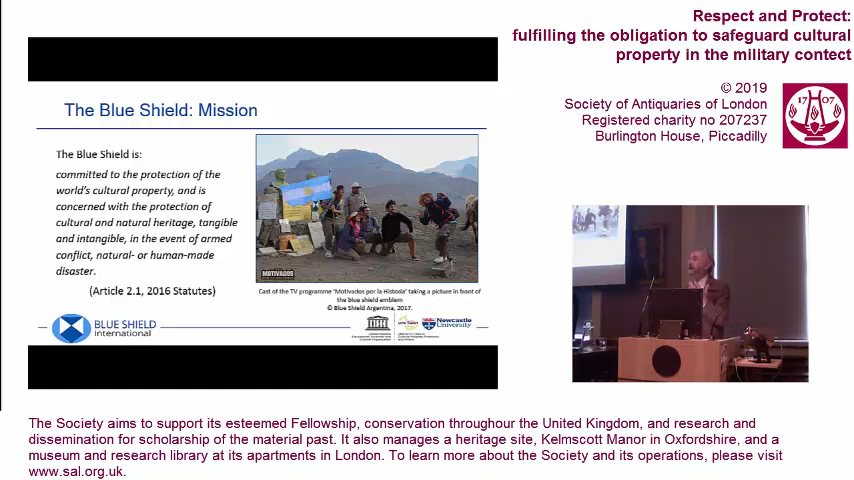 Respect and Protect:
fulfilling the obligation to safeguard cultural
property in the military contect
© 2019
Society of Antiquaries of London
Registered charity no 207237
Burlington House, Piccadilly
17 07
The Blue Shield: Mission
The Blue Shield is:
committed to the protection of the
world's cultural property, and is
concerned with the protection of
cultural and natural heritage, tangible
and intangible, in the event of armed
conflict, natural- or human-made
disaster.
(Article 2.1, 2016 Statutes)
MOTIVADOS
Cast of the TV programme 'Motivados por la Historia' taking a picture in front of
the blue shield emblem
© Blue Shield Argentina, 2017.
BLUE SHIELD
International
Newcastle
University
The Society aims to support its esteemed Fellowship, conservation throughour the United Kingdom, and research and
dissemination for scholarship of the material past. It also manages a heritage site, Kelmscott Manor in Oxfordshire, and a
museum and research library at its apartments in London. To learn more about the Society and its operations, please visit
www.sal.org.uk.